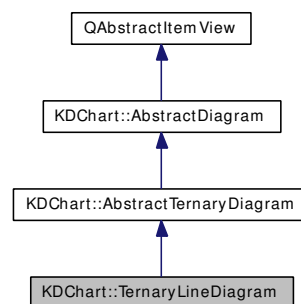 QAbstractItemView
KDChart::AbstractDiagram
KDChart::AbstractTernaryDiagram
KDChart::TernaryLineDiagram